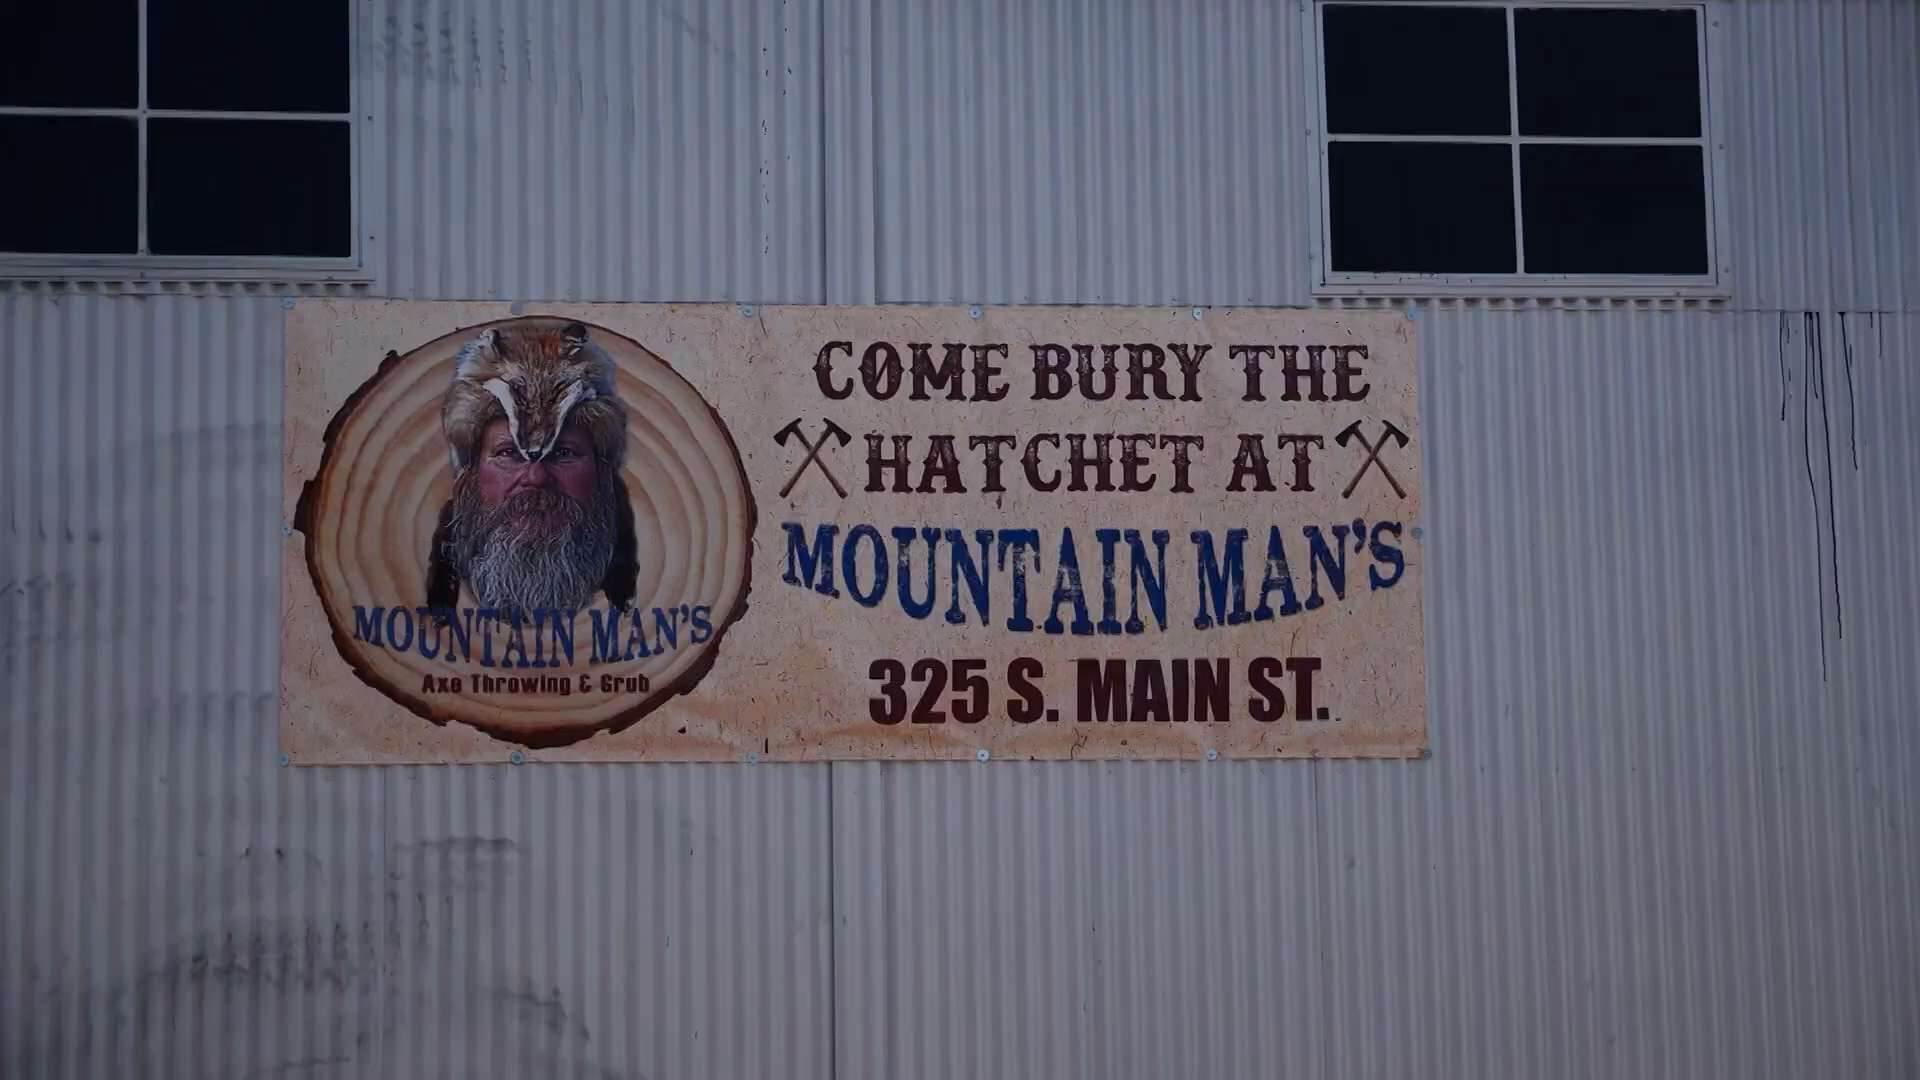 MOUNTAIN MAN'S
Axe Throwing & Grub
COME BURY THE
HATCHET AT
MOUNTAIN MAN'S
325 S. MAIN ST.